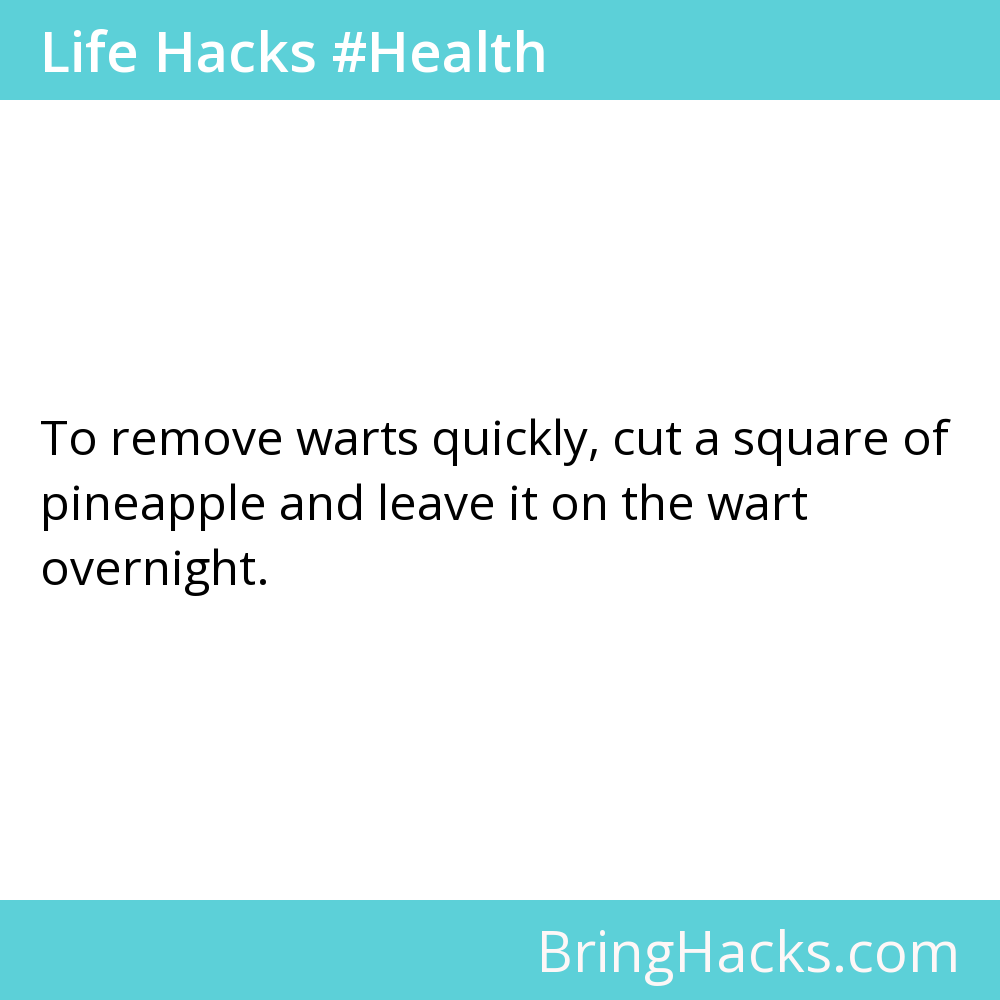 Life Hacks #Health
To remove warts quickly, cut a square of
pineapple and leave it on the wart
overnight.
BringHacks.com